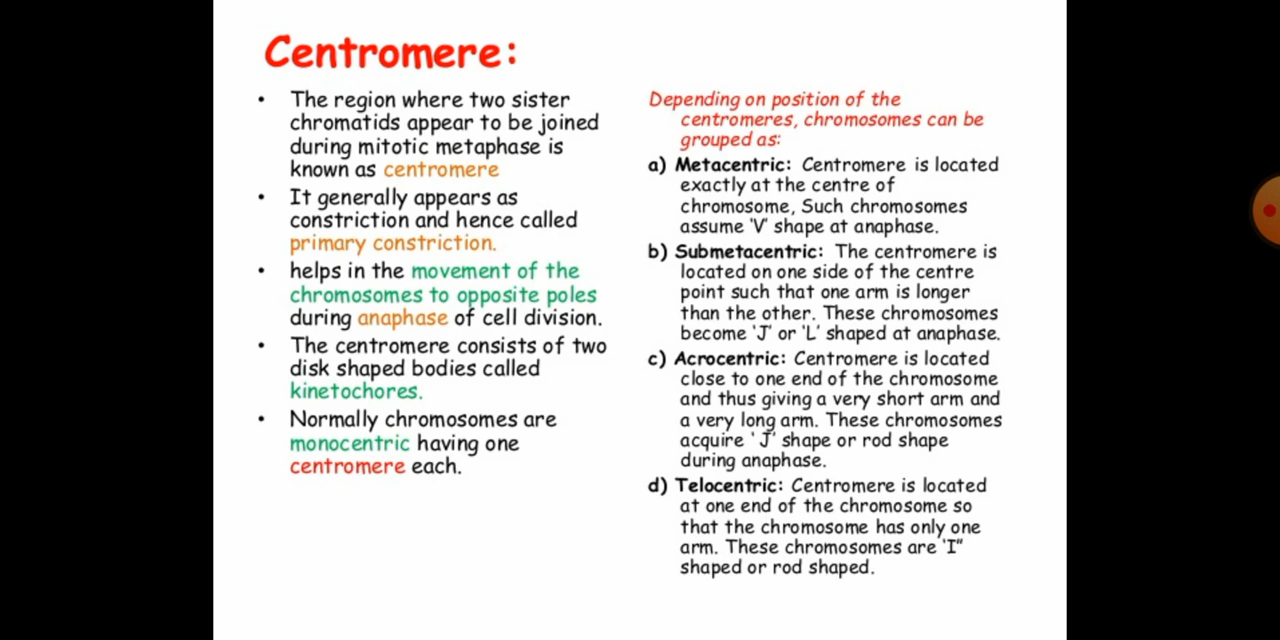 Centromere:
• The region where two sister
chromatids appear to be joined
during mitotic metaphase is
known as centromere
• It generally appears as
constriction and hence called
primary constriction.
• helps in the movement of the
chromosomes to opposite poles
during anaphase of cell division.
• The centromere consists of two
disk shaped bodies called
kinetochores.
• Normally chromosomes are
monocentric having one
centromere each.
Depending on position of the
centromeres, chromosomes can be
grouped as:
a) Metacentric: Centromere is located
exactly at the centre of
chromosome, Such chromosomes
assume 'V' shape at anaphase.
b) Submetacentric: The centromere is
located on one side of the centre
point such that one arm is longer
than the other. These chromosomes
become 'J' or 'L' shaped at anaphase.
c) Acrocentric: Centromere is located
close to one end of the chromosome
and thus giving a very short arm and
a very long arm. These chromosomes
acquire 'J' shape or rod shape
during anaphase.
d) Telocentric: Centromere is located
at one end of the chromosome so
that the chromosome has only one
arm. These chromosomes are 'I"
shaped or rod shaped.